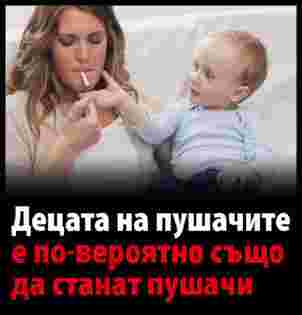 Децата на пушачите
е по-вероятно също
да станат пушачи